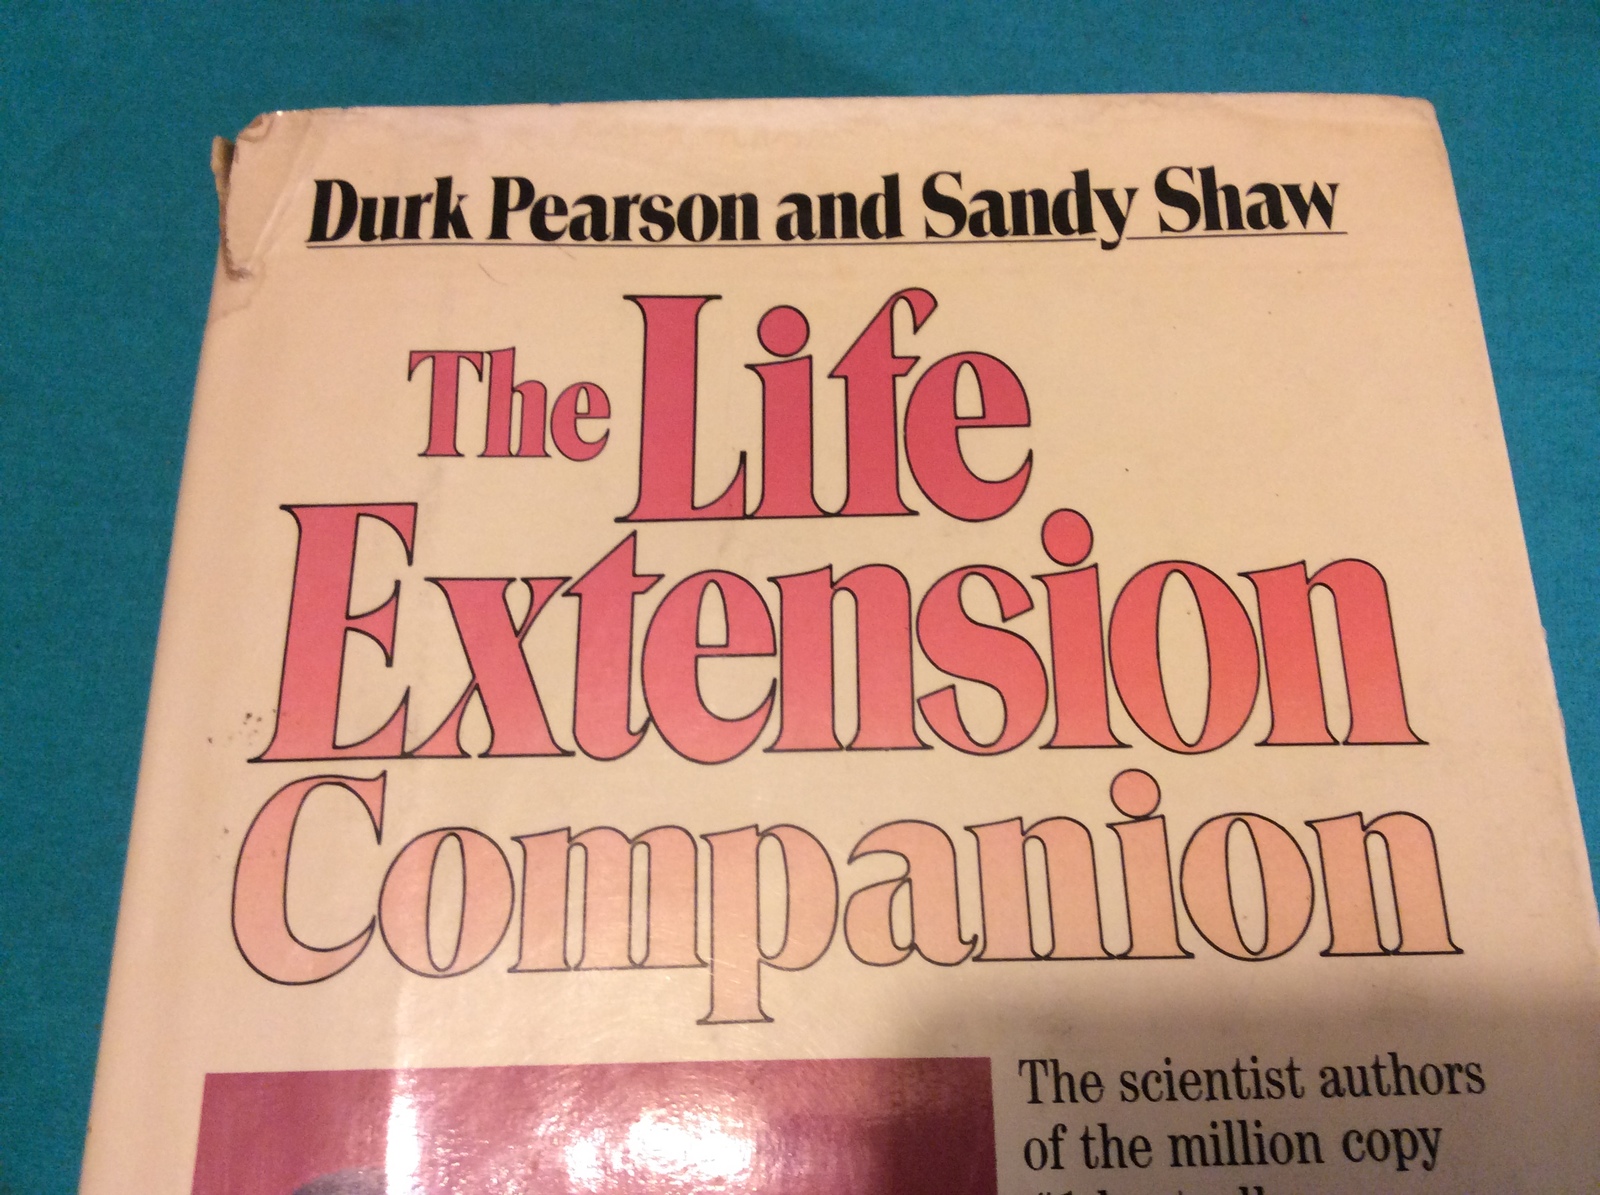 Durk Pearson and Sandy Shaw
The Life
Extension
Companion
The scientist authors
of the million copy